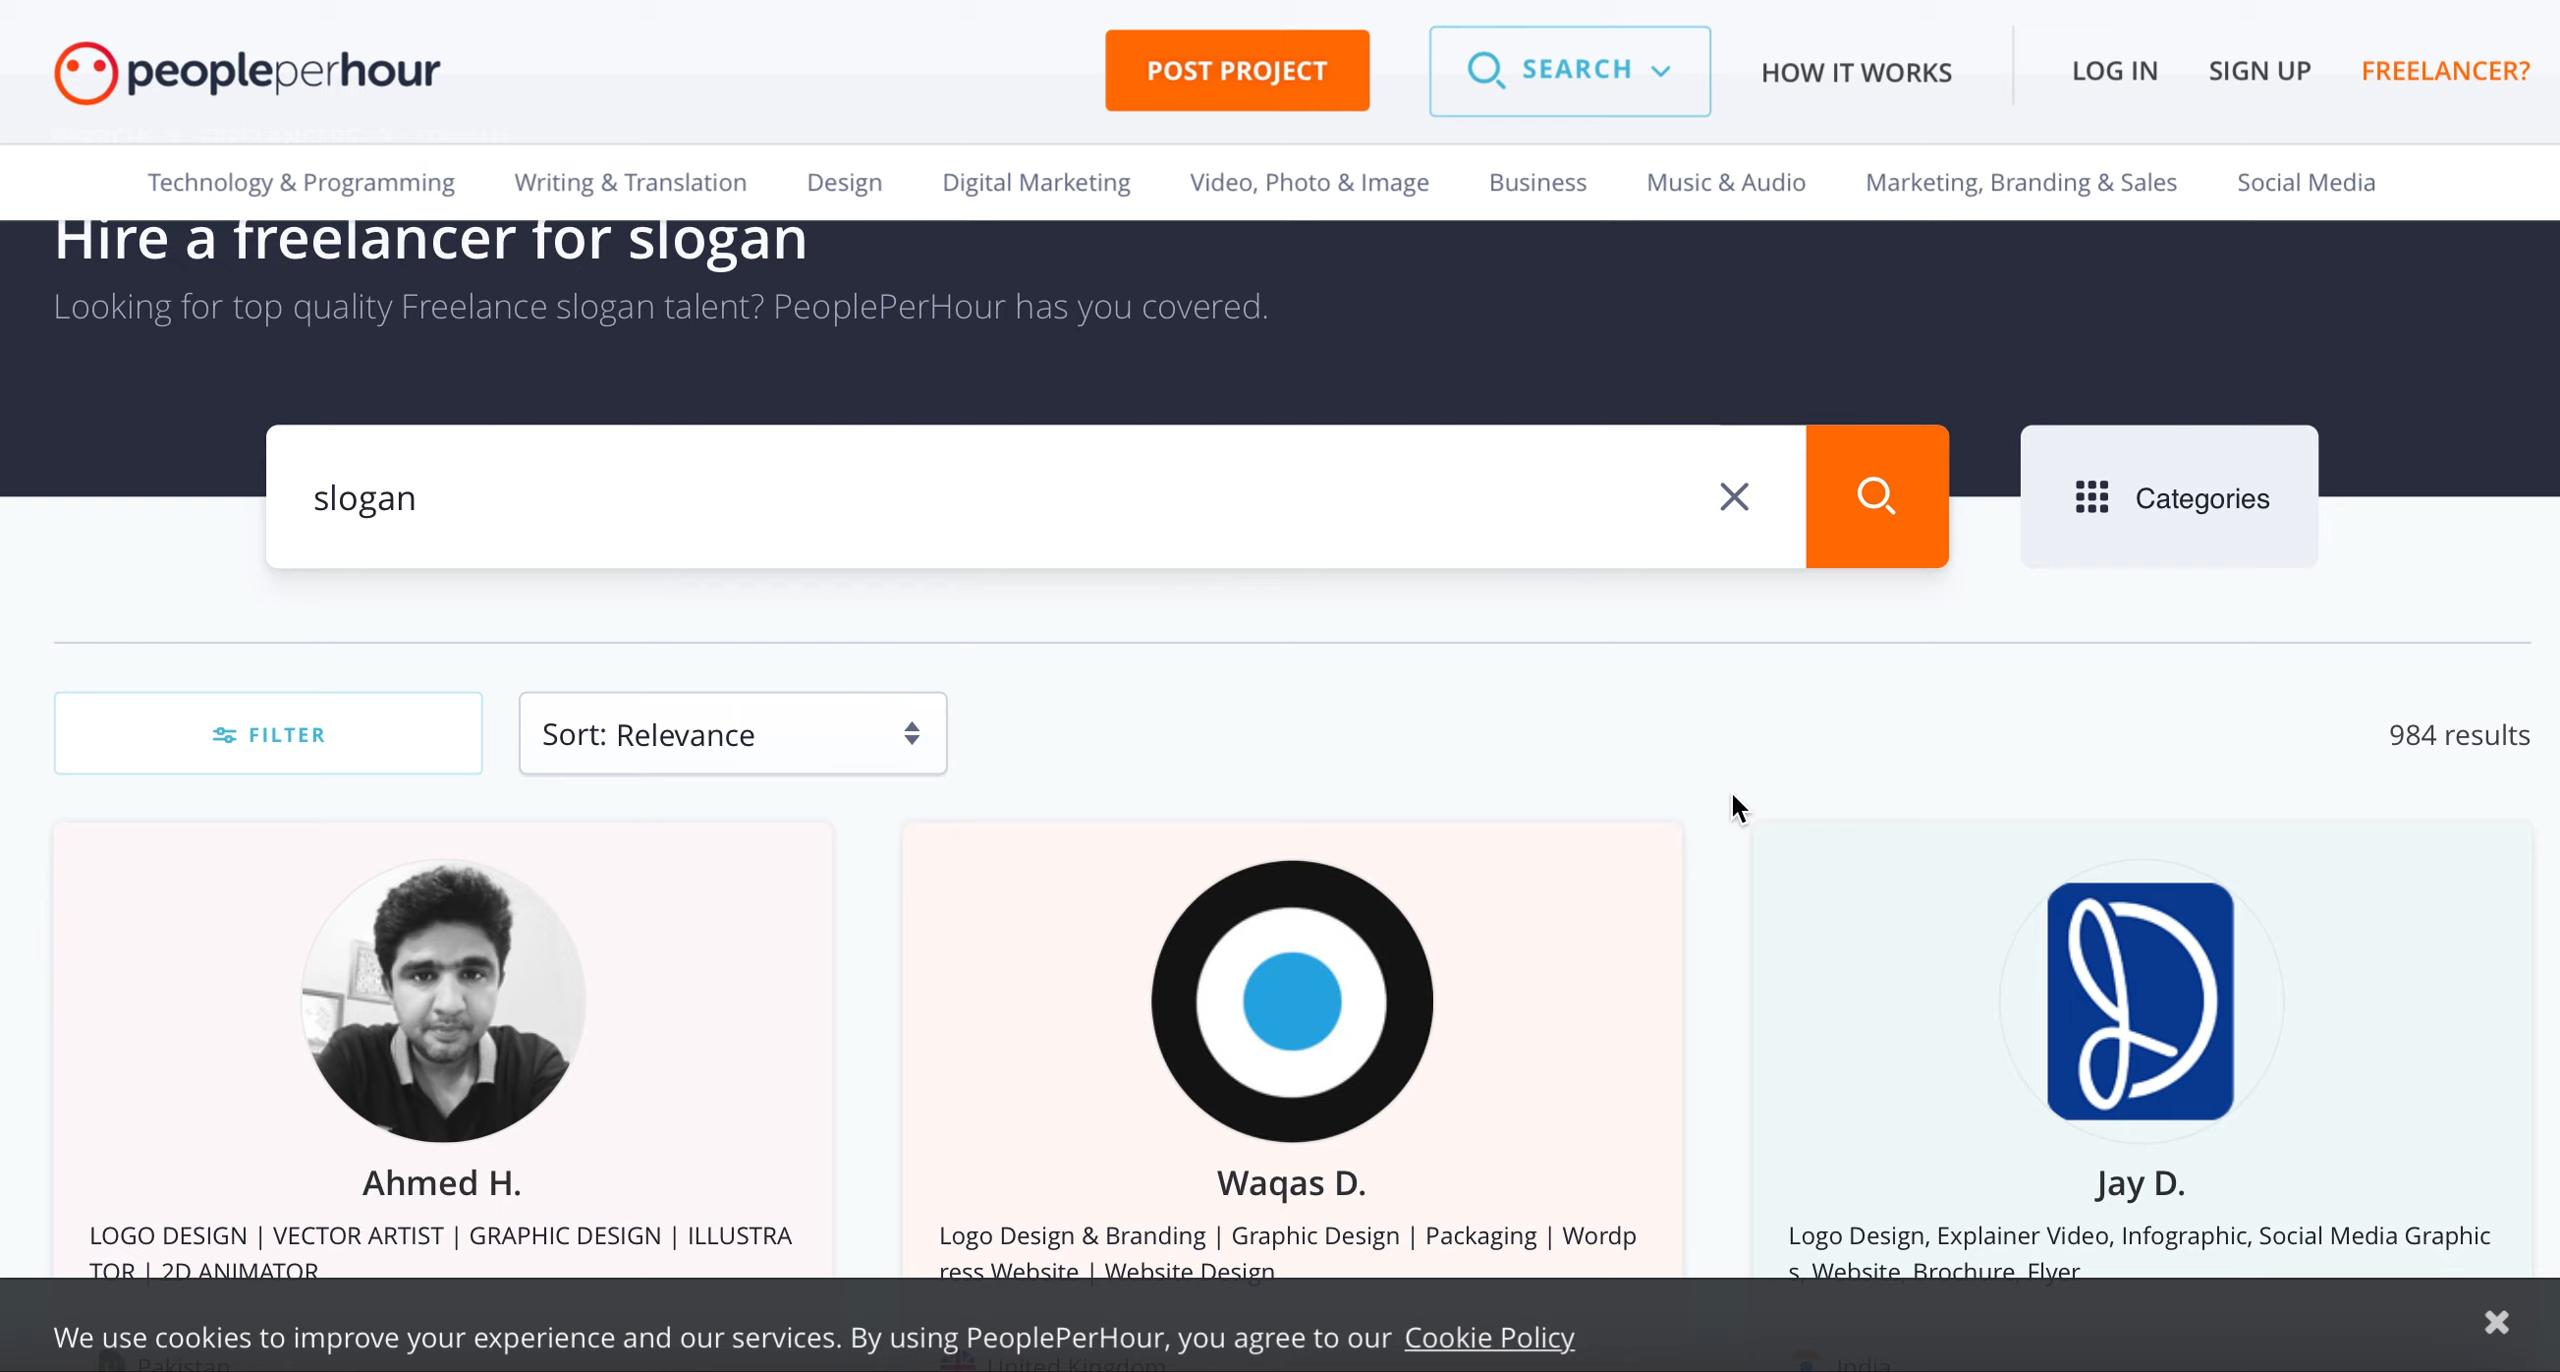 peopleperhour
POST PROJECT
SEARCH
HOW IT WORKS
LOG IN
SIGN UP
FREELANCER?
Technology & Programming
Writing & Translation
Design
Digital Marketing
Video, Photo & Image
Business
Music & Audio
Marketing, Branding & Sales
Social Media
Hire a freelancer for slogan
Looking for top quality Freelance slogan talent? PeoplePerHour has you covered.
slogan
Categories
FILTER
Sort: Relevance
984 results
Ahmed H.
LOGO DESIGN | VECTOR ARTIST | GRAPHIC DESIGN | ILLUSTRA
TOR | 2D ANIMATOR
Waqas D.
Logo Design & Branding | Graphic Design | Packaging | Wordp
ress Website | Website Design
Jay D.
Logo Design, Explainer Video, Infographic, Social Media Graphic
s, Website, Brochure, Flyer
We use cookies to improve your experience and our services. By using PeoplePerHour, you agree to our Cookie Policy
Pakistan
United Kingdom
India